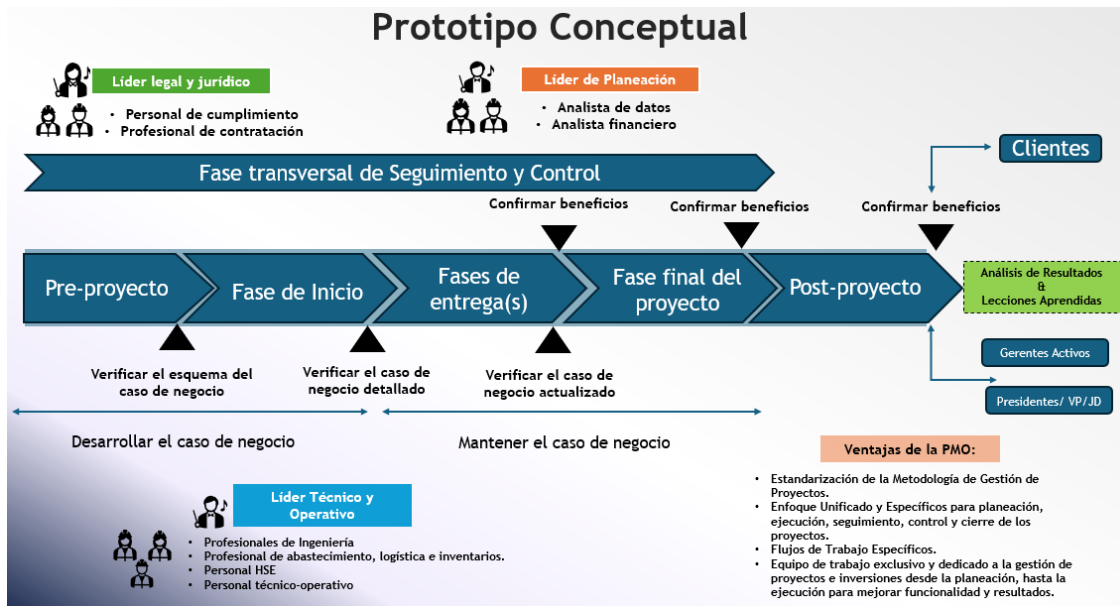 Prototipo Conceptual
Líder legal y jurídico
• Personal de cumplimiento
• Profesional de contratación
Líder de Planeación
• Analista de datos
• Analista financiero
Clientes
Fase transversal de Seguimiento y Control
Confirmar beneficios
Confirmar beneficios
Confirmar beneficios
Pre-proyecto
Fase de Inicio
Fases de
entrega(s)
Fase final del
proyecto
Post-proyecto
Análisis de Resultados
&
Lecciones Aprendidas
Verificar el esquema del
caso de negocio
Verificar el caso de
negocio detallado
Verificar el caso de
negocio actualizado
Gerentes Activos
Presidentes/ VP/JD
Desarrollar el caso de negocio
Mantener el caso de negocio
Líder Técnico y
Operativo
• Profesionales de Ingeniería
• Profesional de abastecimiento, logística e inventarios.
• Personal HSE
• Personal técnico-operativo
Ventajas de la PMO:
• Estandarización de la Metodología de Gestión de
Proyectos.
• Enfoque Unificado y Específicos para planeación,
ejecución, seguimiento, control y cierre de los
proyectos.
• Flujos de Trabajo Específicos.
• Equipo de trabajo exclusivo y dedicado a la gestión de
proyectos e inversiones desde la planeación, hasta la
ejecución para mejorar funcionalidad y resultados.